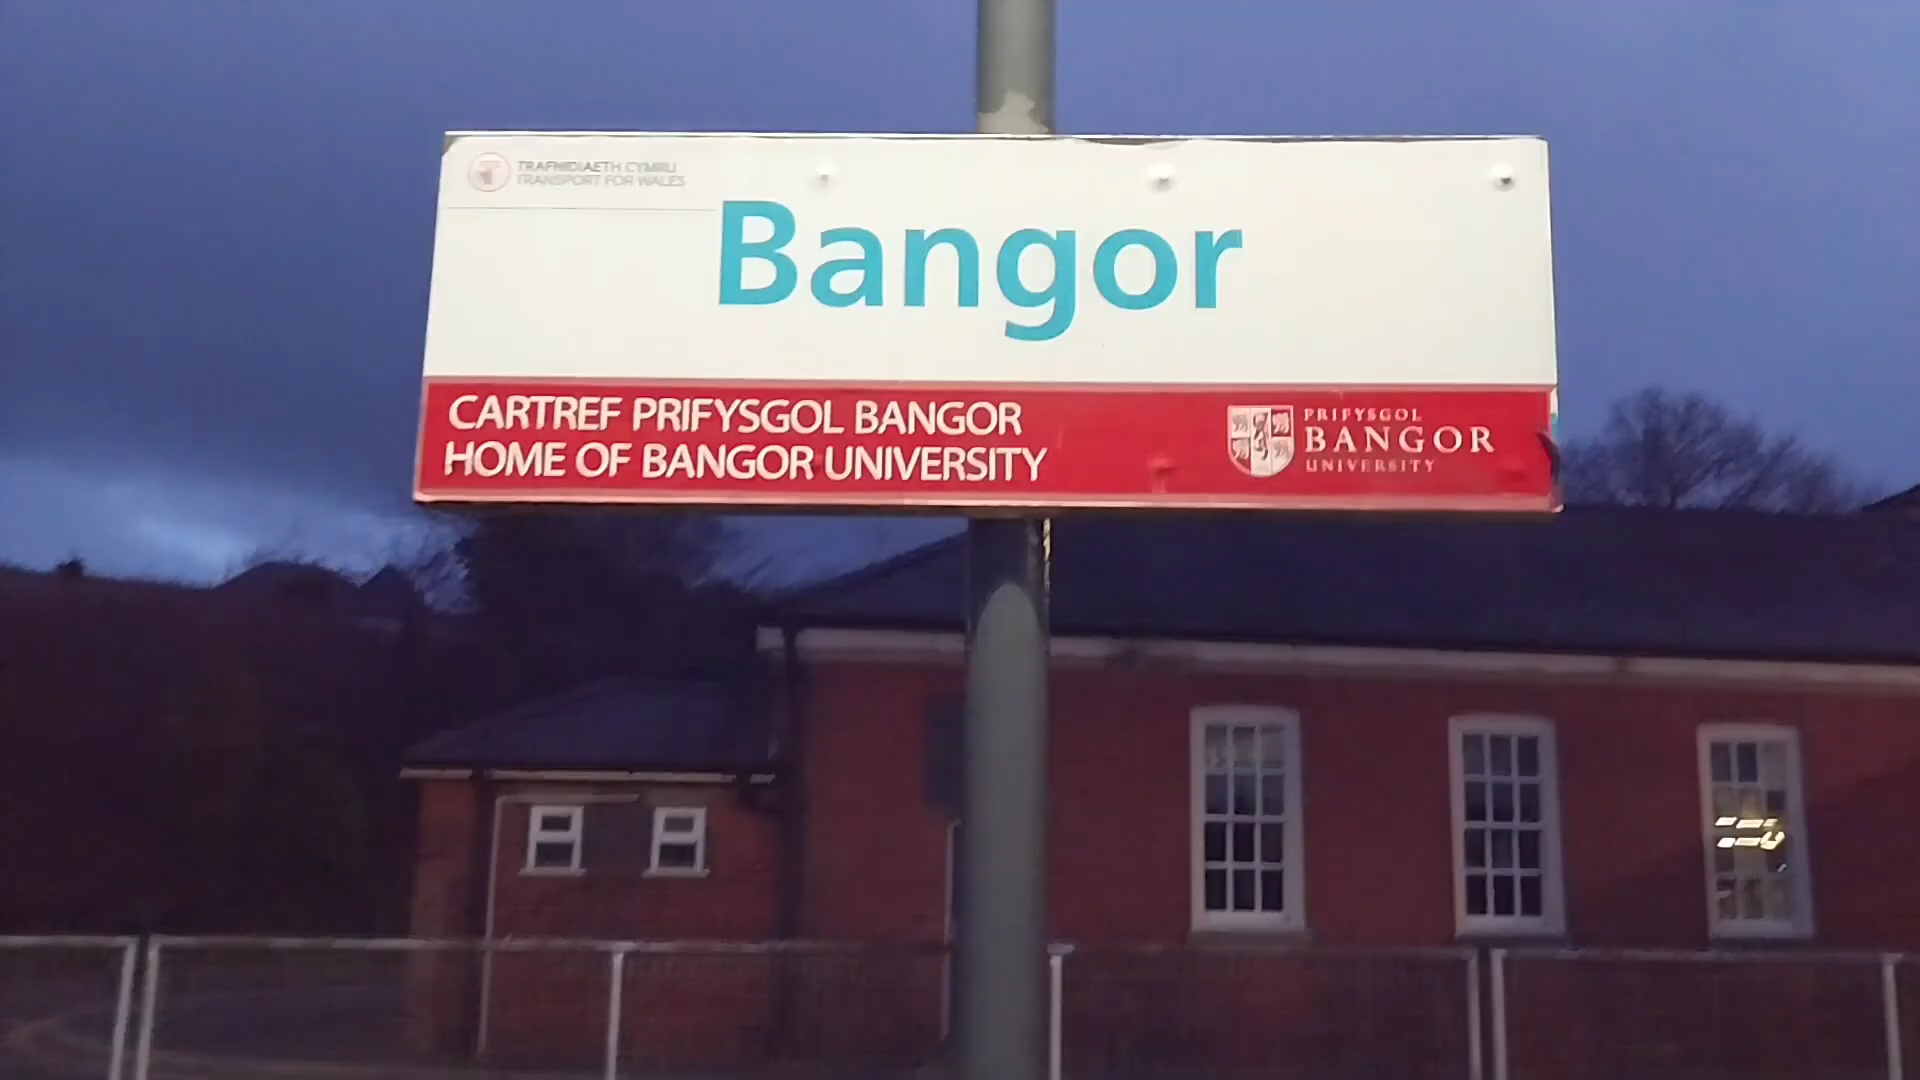 TRAFNIDIAETH CYMRU
TRANSPORT FOR WALES
Bangor
CARTREF PRIFYSGOL BANGOR
HOME OF BANGOR UNIVERSITY
PRIFYSGOL
BANGOR
UNIVERSITY